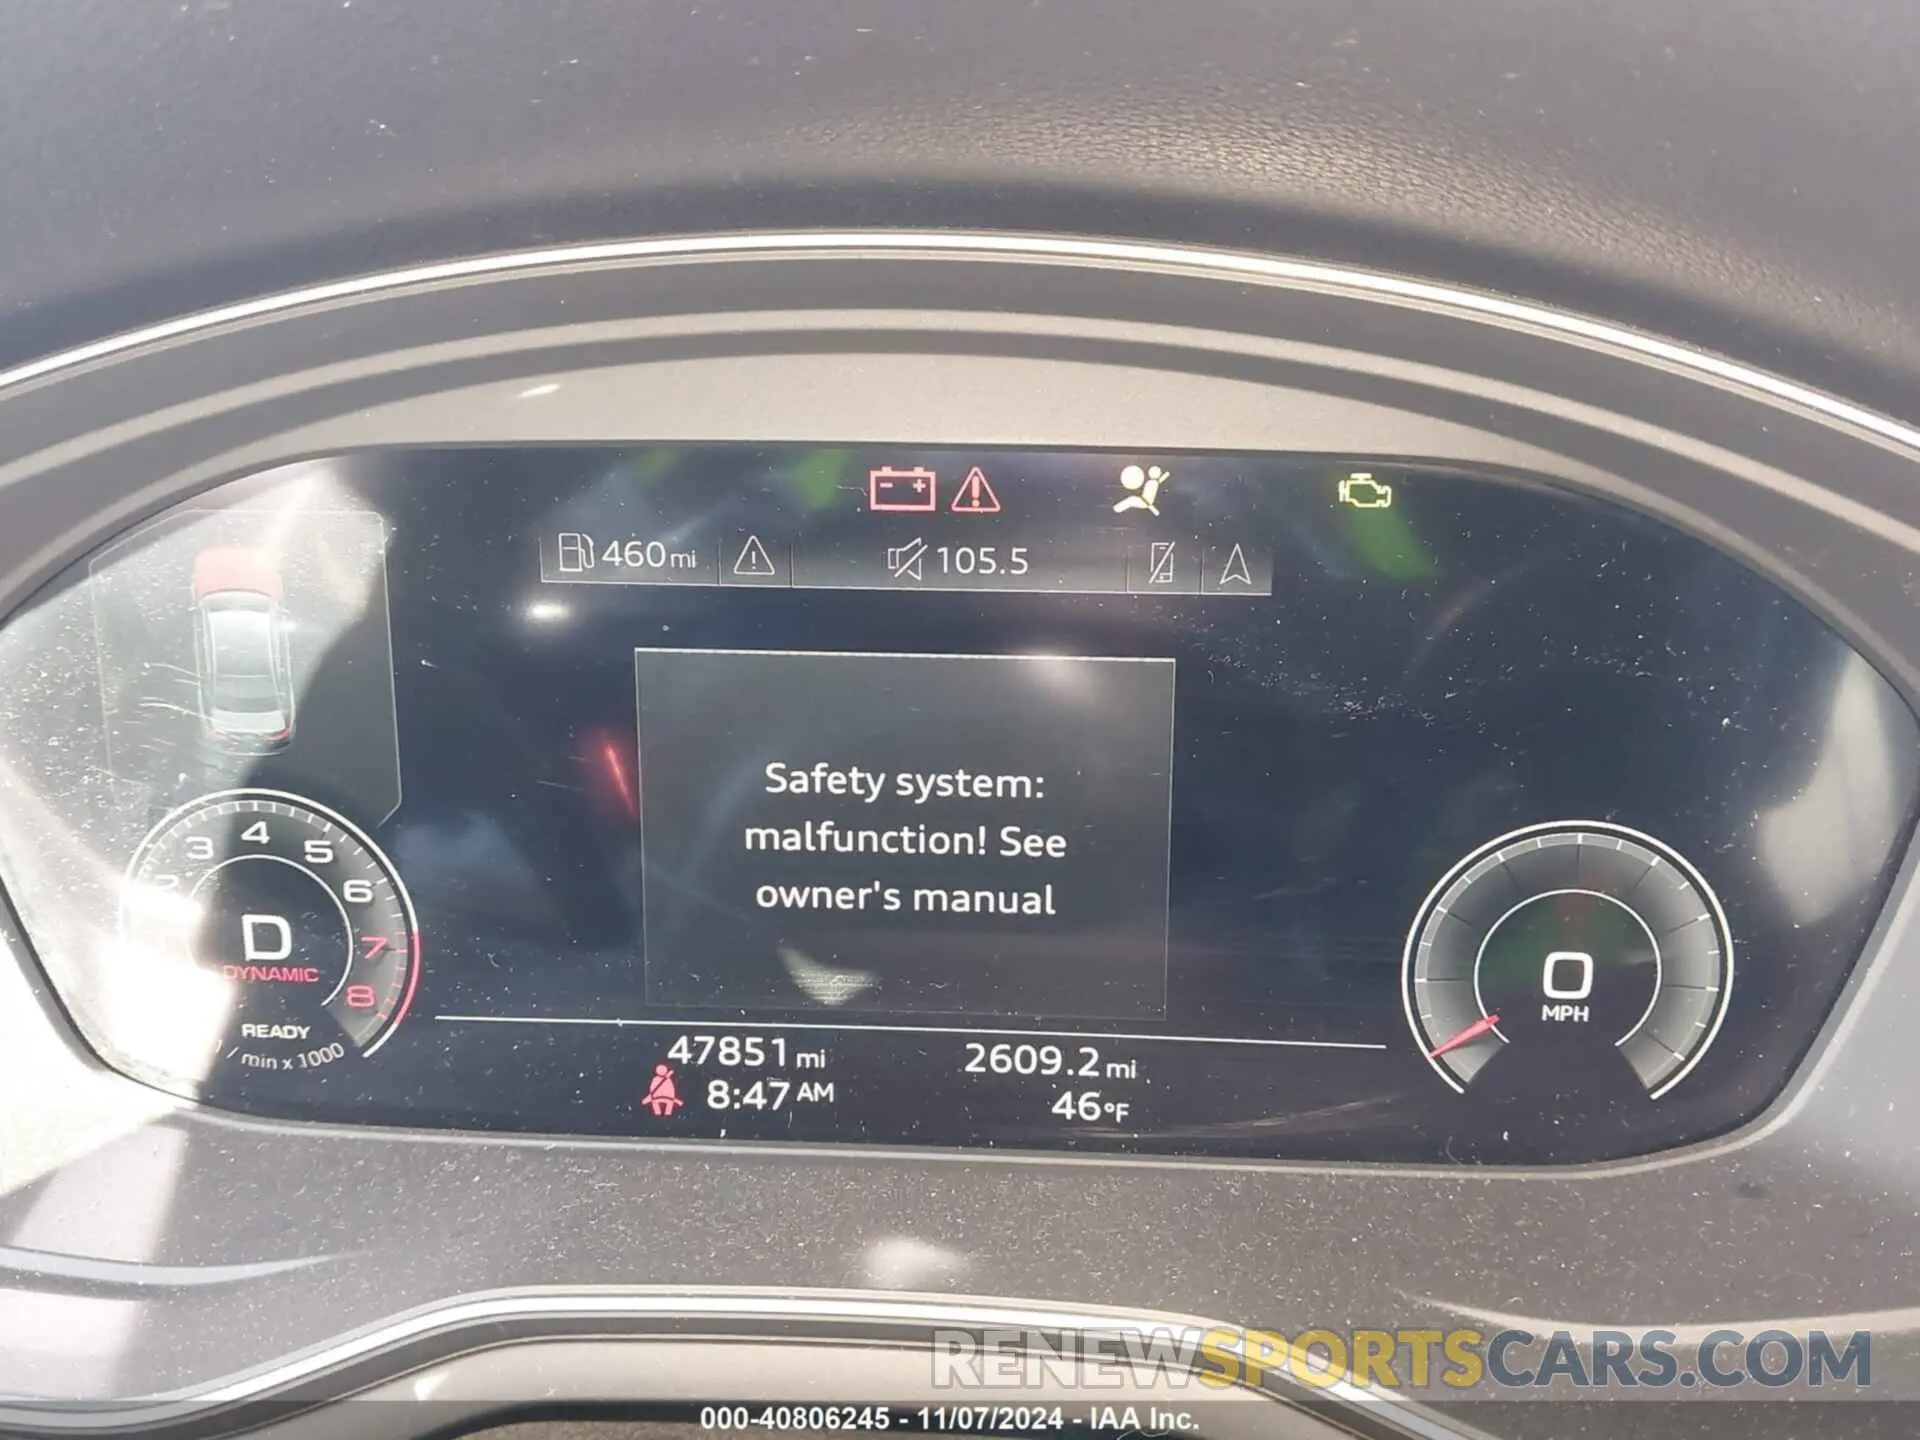 460 mi
105.5
Safety system:
malfunction! See
owner's manual
3 4 5 6 7 8
D
DYNAMIC
READY
/ min x 1000
0
MPH
47851 mi
2609.2 mi
8:47 AM
46°F
RENEWSPORTSCARS.COM
000-40806245 - 11/07/2024 - IAA Inc.